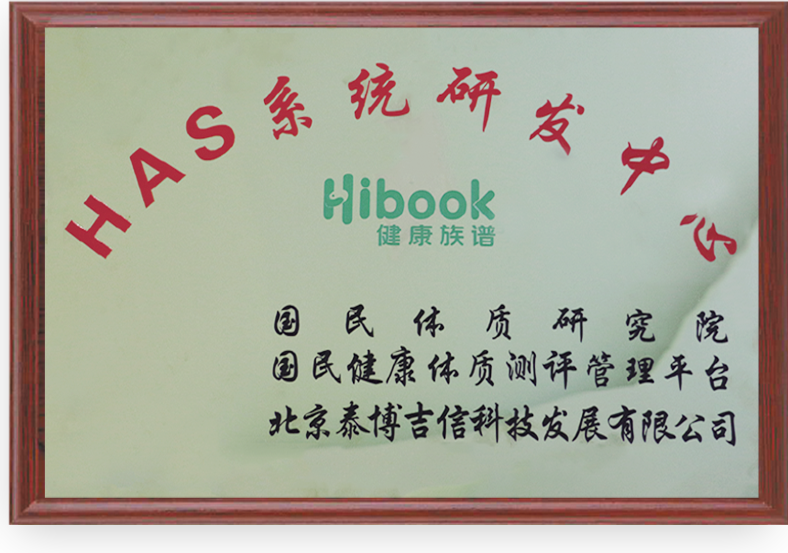 HAS系统研发中心
Hibook
健康族谱
国民体质研究院
国民健康体质测评管理平台
北京泰博吉信科技发展有限公司